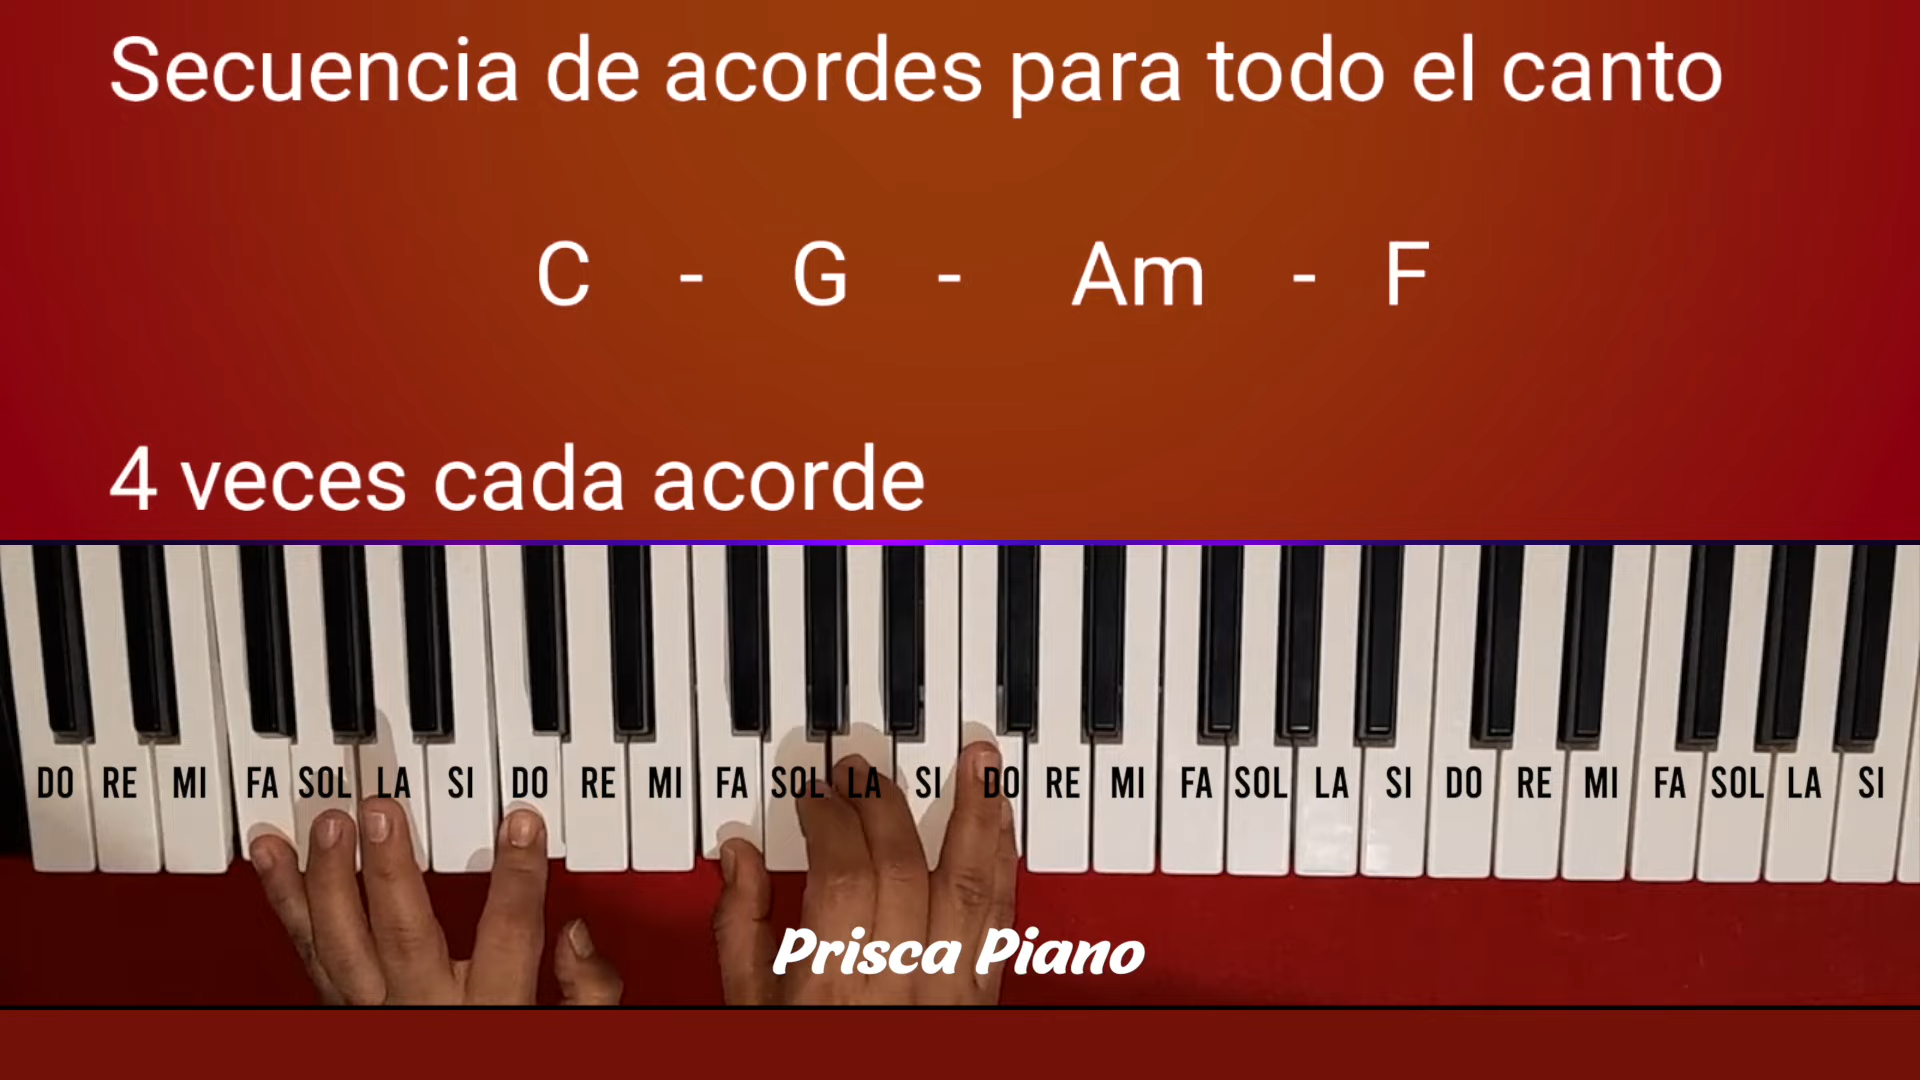 Secuencia de acordes para todo el canto
C - G - Am - F
4 veces cada acorde
DO RE MI FA SOL LA SI DO RE MI FA SOL LA SI DO RE MI FA SOL LA SI DO RE MI FA SOL LA SI
Prisca Piano